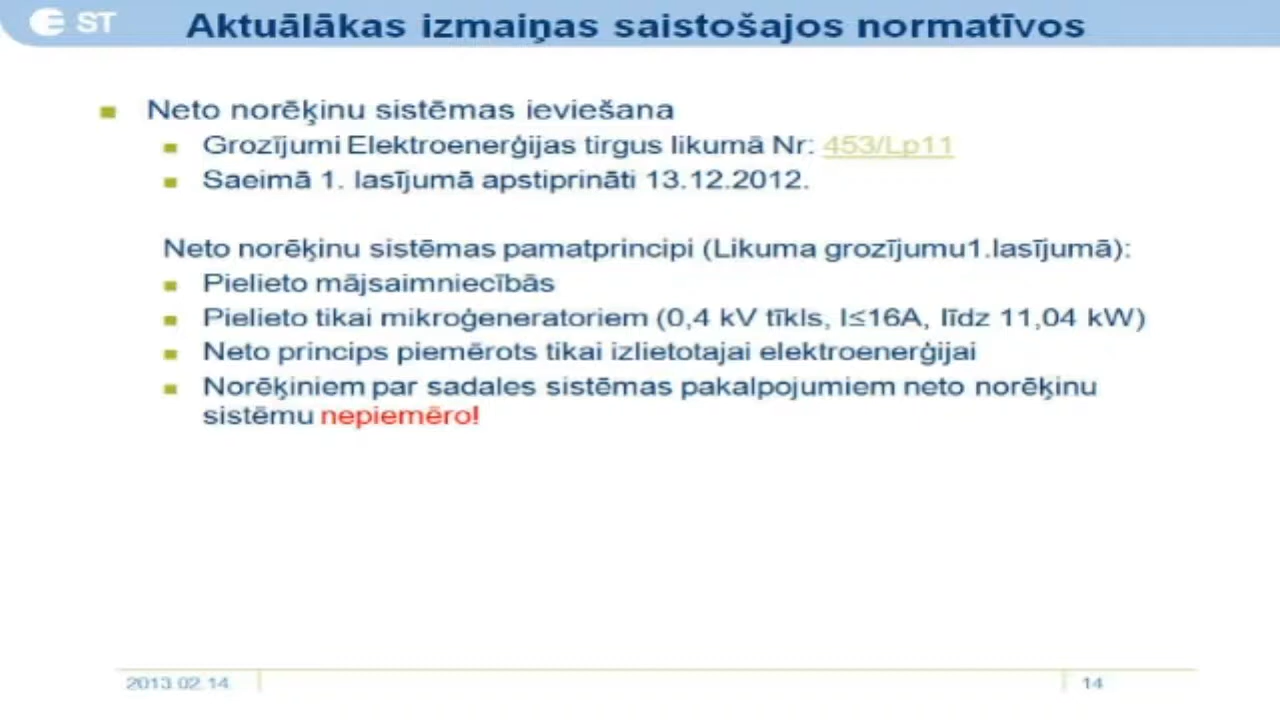 ST
Aktuālākas izmaiņas saistošajos normatīvos
Neto norēķinu sistēmas ieviešana
Grozījumi Elektroenerģijas tirgus likumā Nr: 453/Lp11
Saeimā 1. lasījumā apstiprināti 13.12.2012.
Neto norēķinu sistēmas pamatprincipi (Likuma grozījumu1.lasījumā):
Pielieto mājsaimniecībās
Pielieto tikai mikroģeneratoriem (0,4 kV tīkls, I≤16A, līdz 11,04 kW)
Neto princips piemērots tikai izlietotajai elektroenerģijai
Norēķiniem par sadales sistēmas pakalpojumiem neto norēķinu
sistēmu nepiemēro!
2013.02.14
14